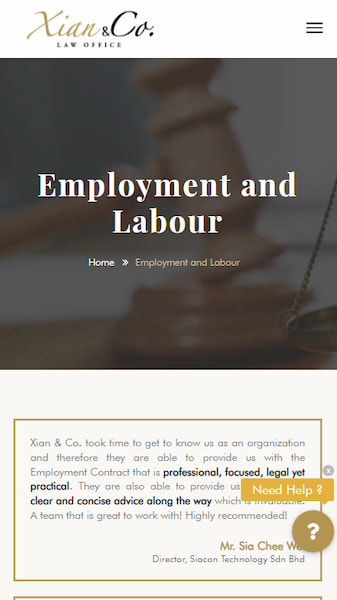 Xian & Co.
LAW OFFICE
Employment and
Labour
Home » Employment and Labour
Xian & Co. took time to get to know us as an organization
and therefore they are able to provide us with the
Employment Contract that is professional, focused, legal yet
practical. They are also able to provide us
clear and concise advice along the way which is invaluable.
A team that is great to work with! Highly recommended!
x
Need Help ?
?
Mr. Sia Chee
Director, Siacon Technology Sdn Bhd